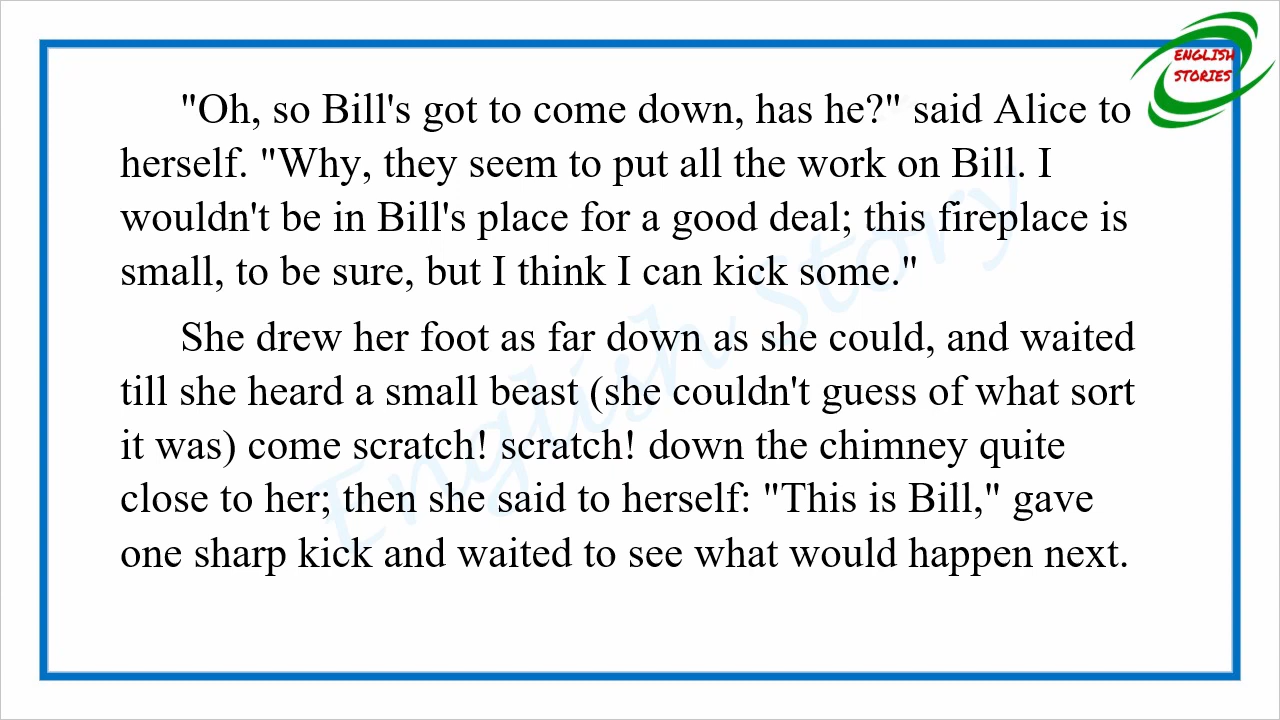 ENGLISH
STORIES
"Oh, so Bill's got to come down, has he?" said Alice to
herself. "Why, they seem to put all the work on Bill. I
wouldn't be in Bill's place for a good deal; this fireplace is
small, to be sure, but I think I can kick some."
She drew her foot as far down as she could, and waited
till she heard a small beast (she couldn't guess of what sort
it was) come scratch! scratch! down the chimney quite
close to her; then she said to herself: "This is Bill," gave
one sharp kick and waited to see what would happen next.
English Story